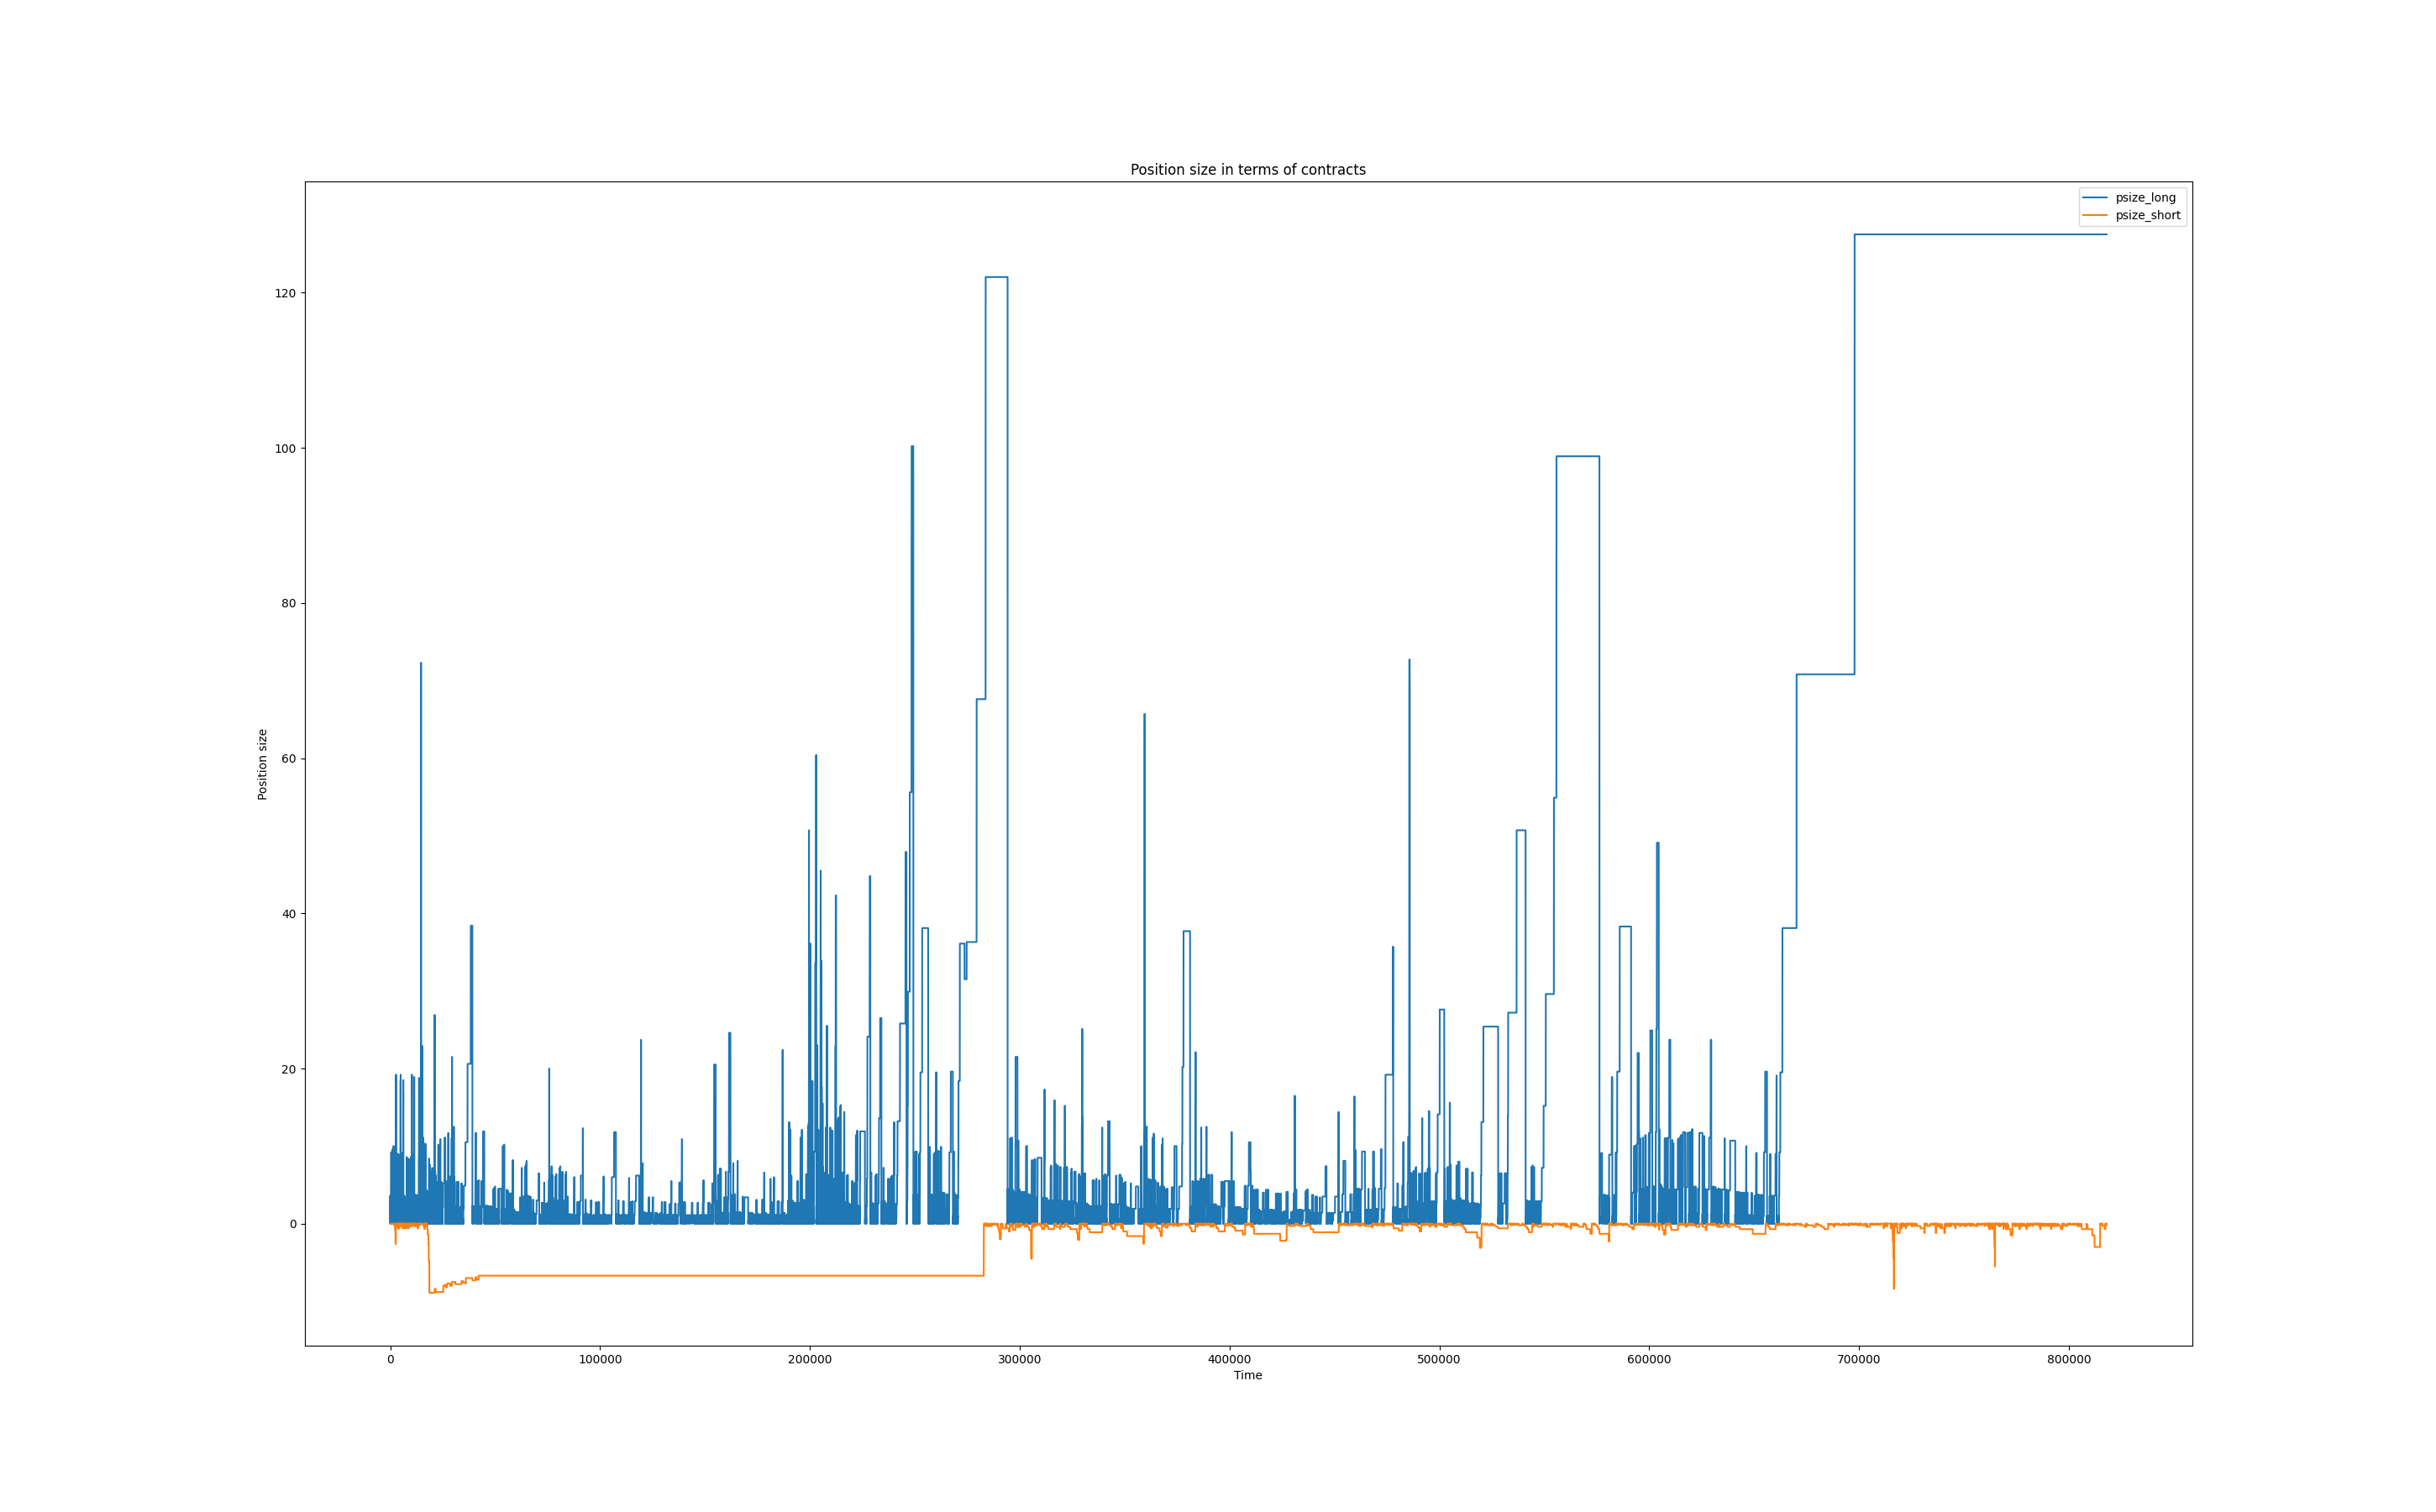 Position size in terms of contracts
psize_long
psize_short
120
100
80
60
40
20
0
Position size
0 100000 200000 300000 400000 500000 600000 700000 800000
Time